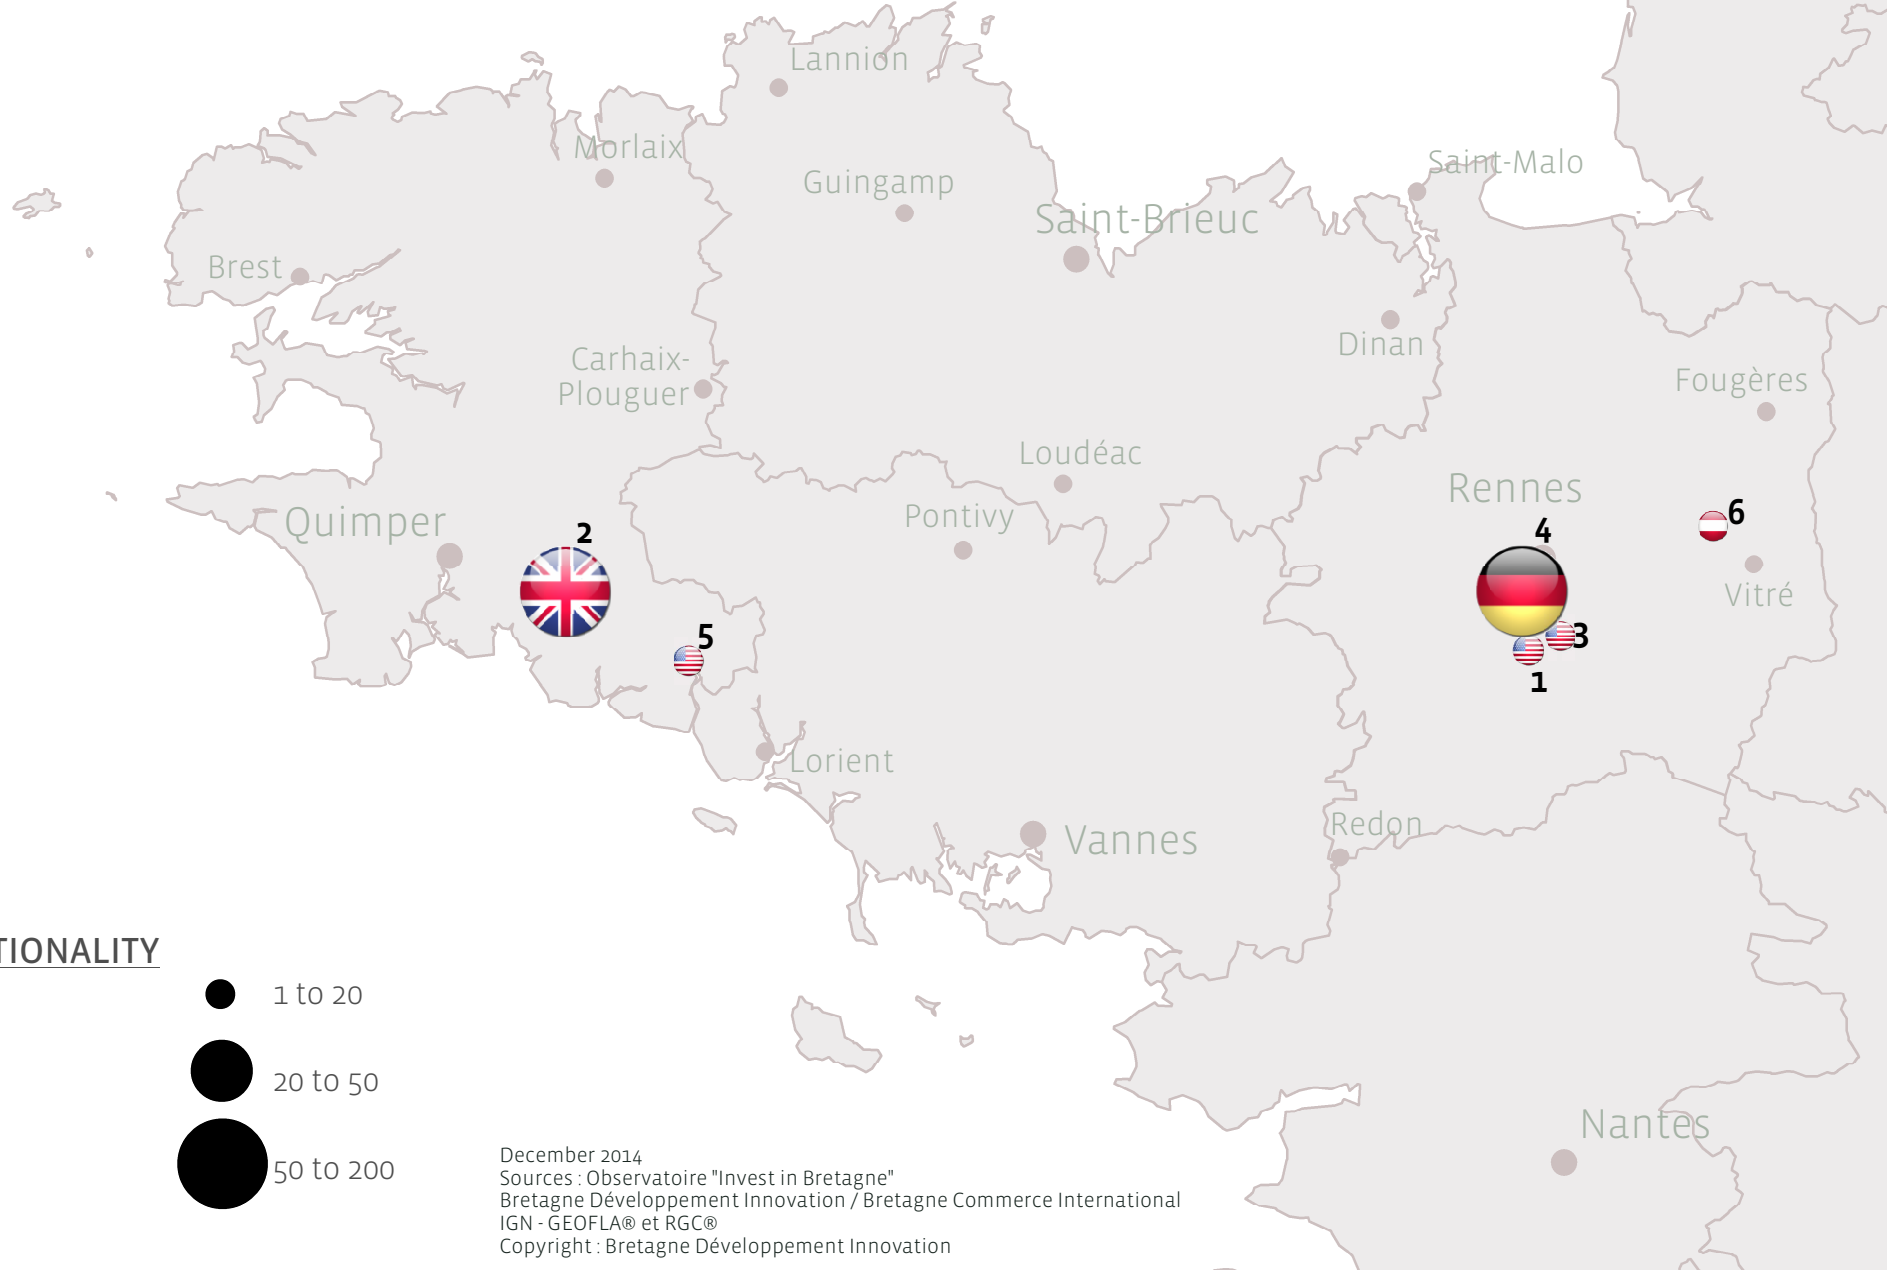 Lannion
Morlaix
Saint-Malo
Guingamp
Saint-Brieuc
Brest
Dinan
Carhaix-
Plouguer
Fougères
Loudéac
Rennes
Pontivy
Quimper
2
4
6
Vitré
5
3
1
Lorient
Redon
Vannes
TIONALITY
1 to 20
20 to 50
50 to 200
Nantes
December 2014
Sources : Observatoire "Invest in Bretagne"
Bretagne Développement Innovation / Bretagne Commerce International
IGN - GEOFLA® et RGC®
Copyright : Bretagne Développement Innovation